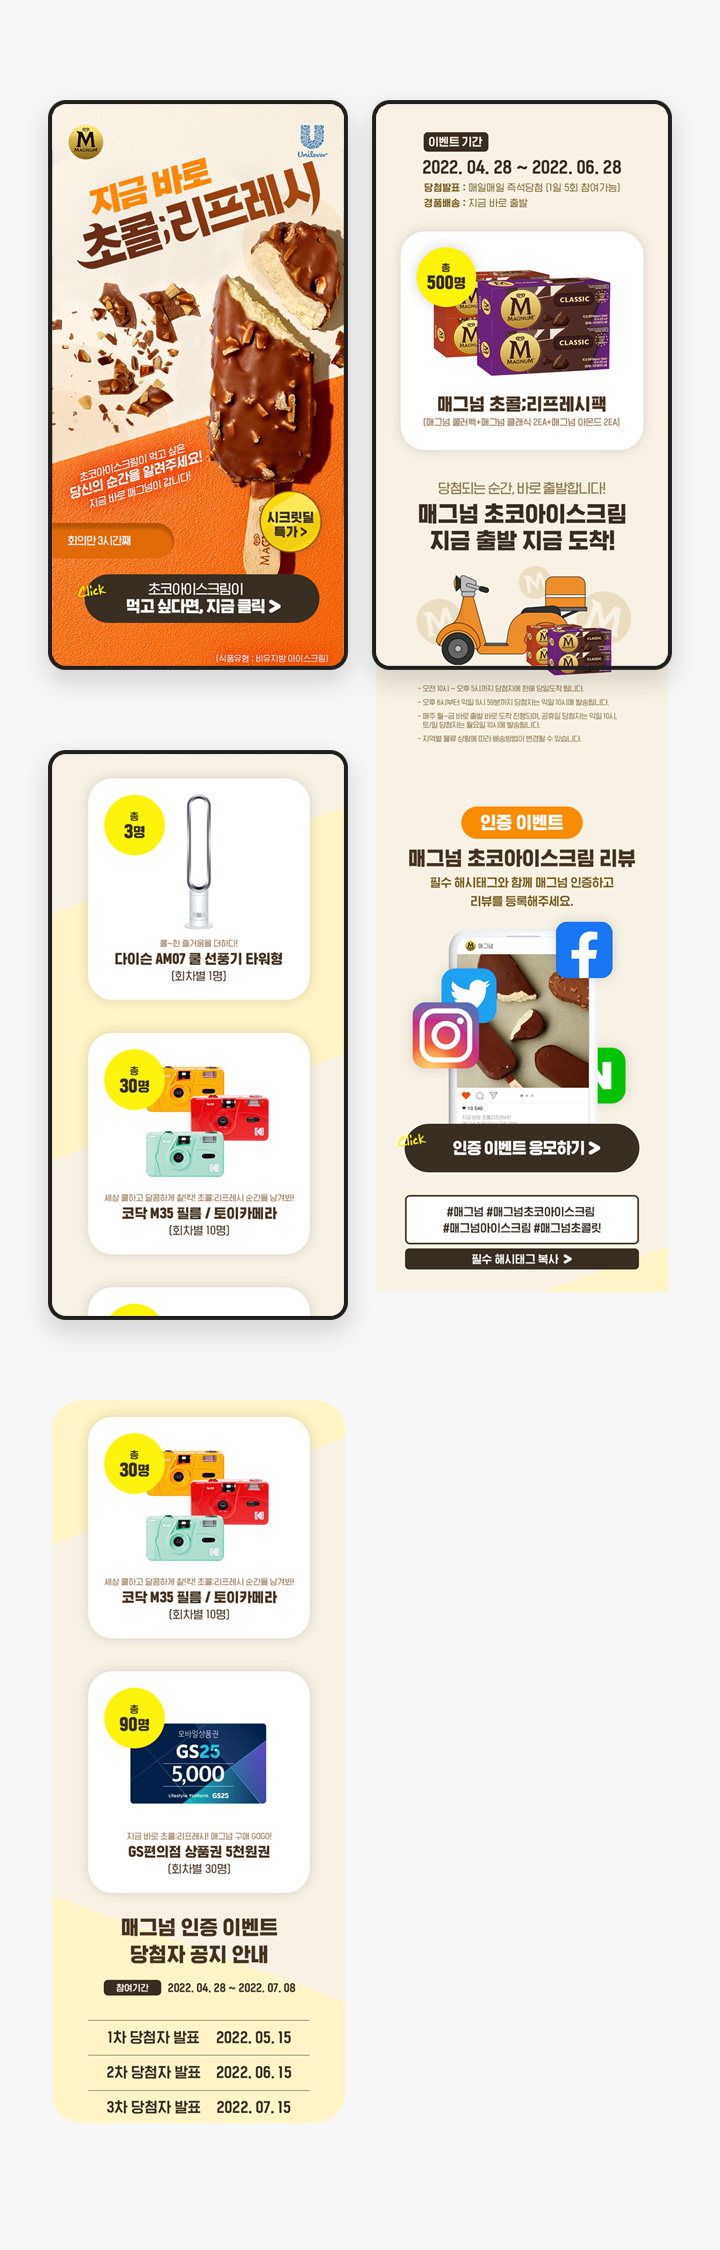 M
MAGNUM
U
Unilever
지금 바로
초콜;리프레시
초코아이스크림이 먹고 싶은
당신의 순간을 알려주세요!
지금 바로 매그넘이 갑니다!
시크릿딜
특가 >
회의만 3시간째
Click
초코아이스크림이
먹고 싶다면, 지금 클릭 >
(식품유형 : 비유지방 아이스크림)
이벤트 기간
2022. 04. 28 ~ 2022. 06. 28
당첨발표 : 매일매일 즉석당첨 (1일 5회 참여가능)
경품배송 : 지금 바로 출발
총
500명
M
MAGNUM
CLASSIC
M
MAGNUM
CLASSIC
매그넘 초콜;리프레시팩
(매그넘 쿨러백+매그넘 클래식 2EA+매그넘 아몬드 2EA)
당첨되는 순간, 바로 출발합니다!
매그넘 초코아이스크림
지금 출발 지금 도착!
- 오전 10시 ~ 오후 5시까지 당첨자에 한해 당일도착 됩니다.
- 오후 6시부터 익일 9시 59분까지 당첨자는 익일 10시에 발송됩니다.
- 매주 월~금 바로 출발 바로 도착 진행되며, 공휴일 당첨자는 익일 10시,
토/일 당첨자는 월요일 10시에 발송됩니다.
- 지역별 물류 상황에 따라 배송방법이 변경될 수 있습니다.
인증 이벤트
매그넘 초코아이스크림 리뷰
필수 해시태그와 함께 매그넘 인증하고
리뷰를 등록해주세요.
매그넘
N
Click
인증 이벤트 응모하기 >
#매그넘 #매그넘초코아이스크림
#매그넘아이스크림 #매그넘초콜릿
필수 해시태그 복사 >
총
3명
쿨~한 즐거움을 더하다!
다이슨 AM07 쿨 선풍기 타워형
(회차별 1명)
총
30명
세상 쿨하고 달콤하게 찰!칵! 초콜;리프레시 순간을 남겨봐!
코닥 M35 필름 / 토이카메라
(회차별 10명)
총
30명
세상 쿨하고 달콤하게 찰!칵! 초콜;리프레시 순간을 남겨봐!
코닥 M35 필름 / 토이카메라
(회차별 10명)
총
90명
모바일상품권
GS25
5,000
Lifestyle Platform GS25
지금 바로 초콜;리프레시! 매그넘 구매 GOGO!
GS편의점 상품권 5천원권
(회차별 30명)
매그넘 인증 이벤트
당첨자 공지 안내
참여기간 2022. 04. 28 ~ 2022. 07. 08
1차 당첨자 발표 2022. 05. 15
2차 당첨자 발표 2022. 06. 15
3차 당첨자 발표 2022. 07. 15